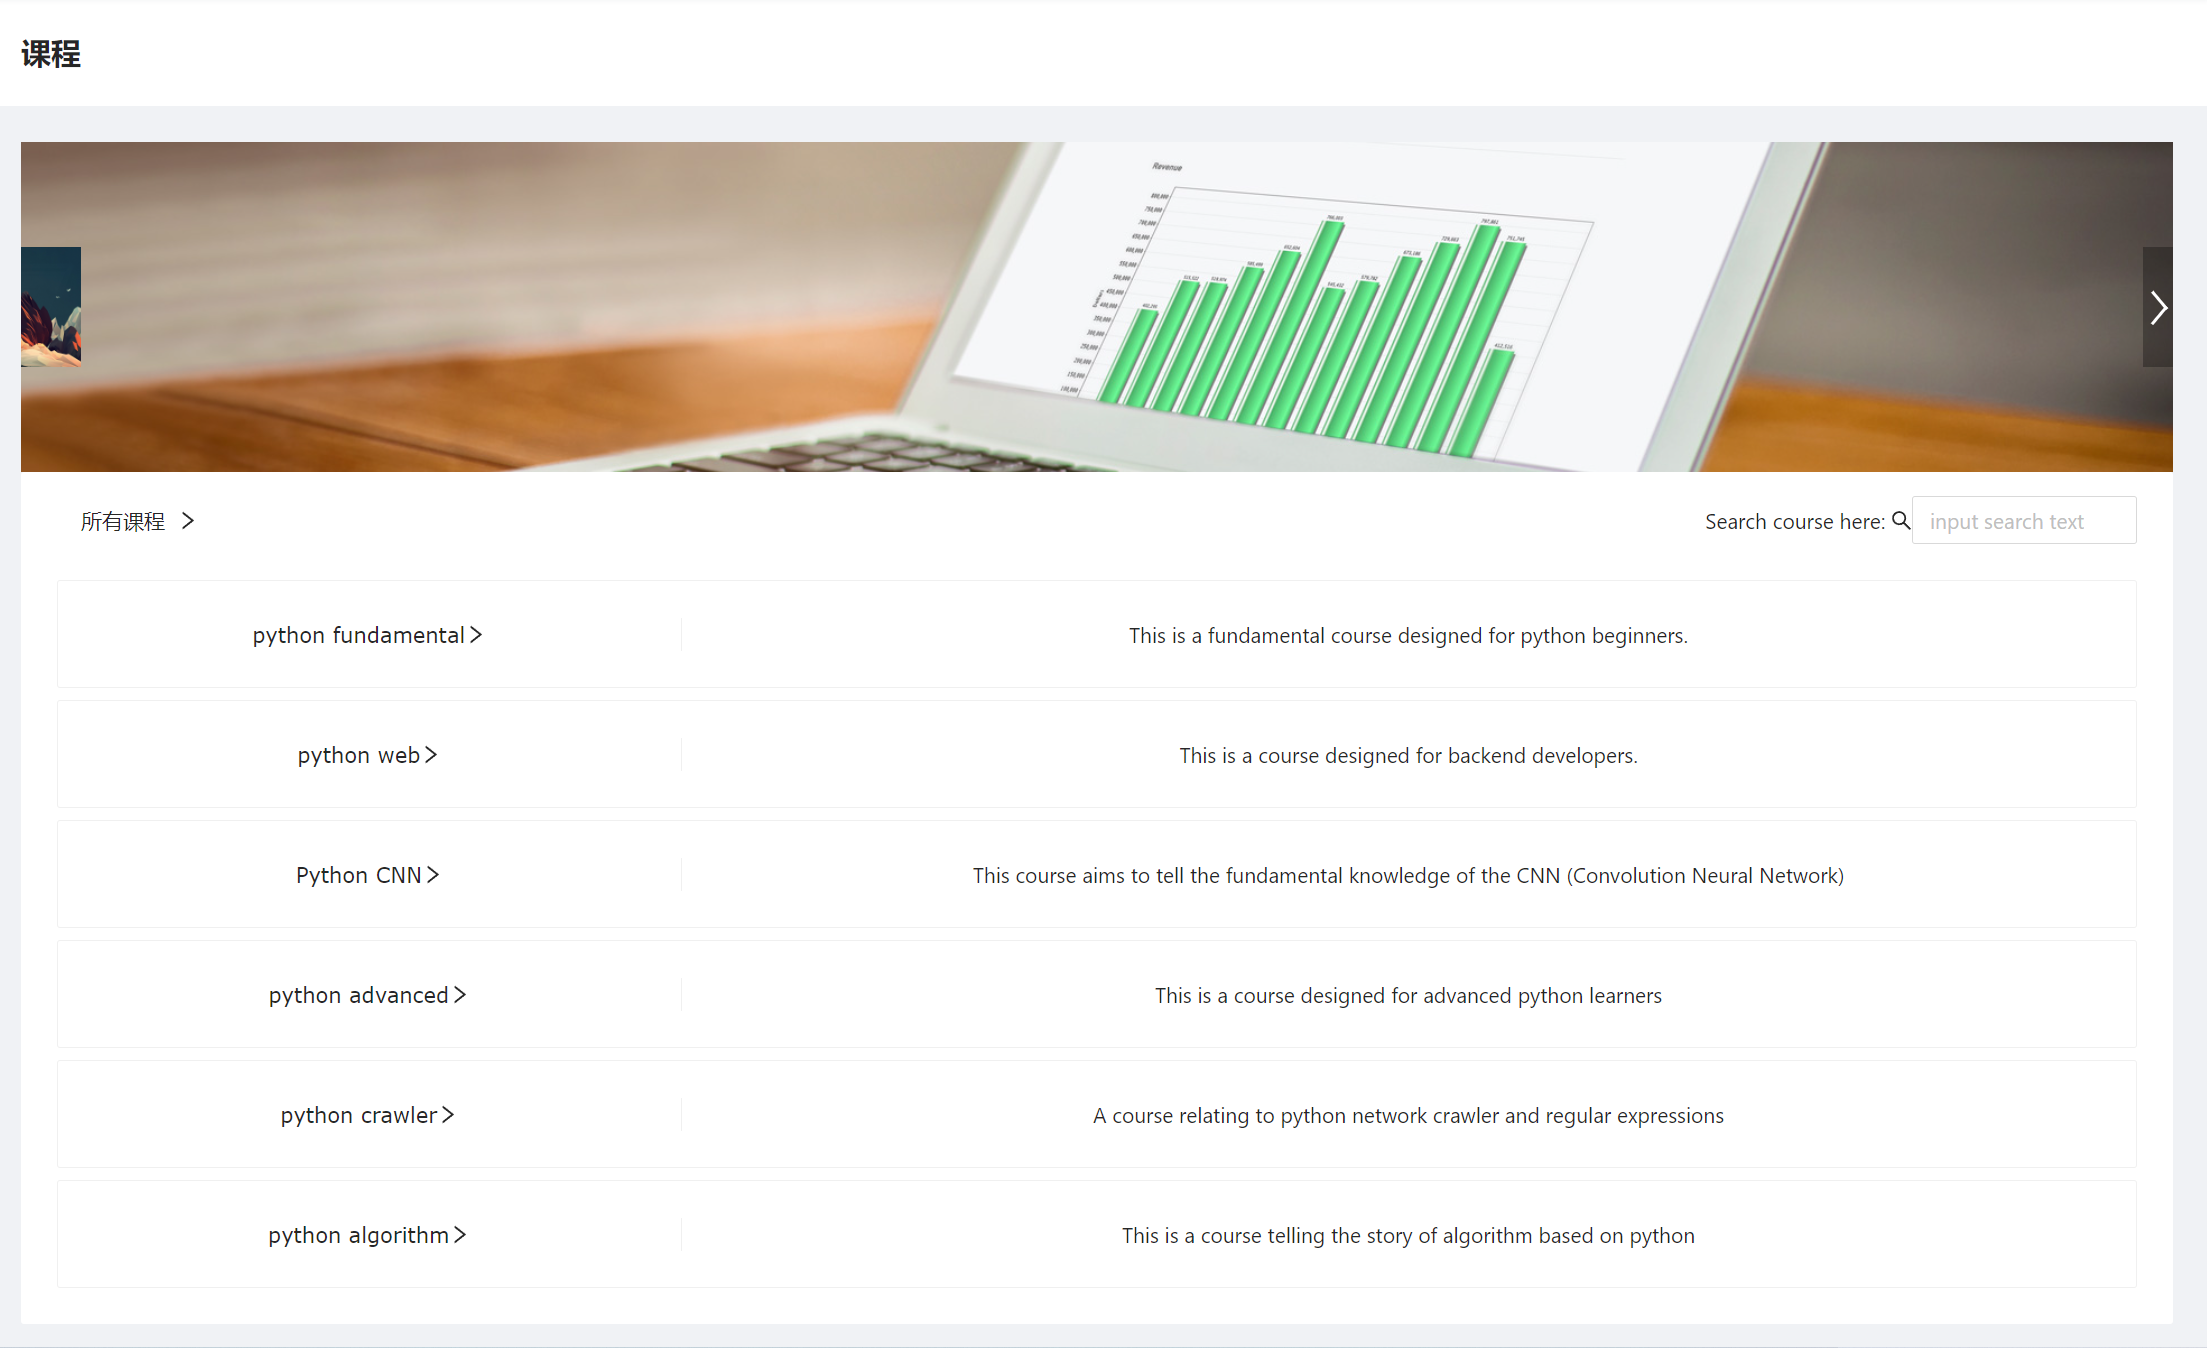 课程
Revenue
所有课程
Search course here: input search text
python fundamental
This is a fundamental course designed for python beginners.
python web
This is a course designed for backend developers.
Python CNN
This course aims to tell the fundamental knowledge of the CNN (Convolution Neural Network)
python advanced
This is a course designed for advanced python learners
python crawler
A course relating to python network crawler and regular expressions
python algorithm
This is a course telling the story of algorithm based on python